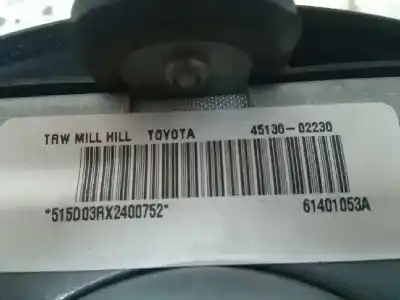 TRW MILL HILL TOYOTA 45130-02230
*515D03RX2400752* 61401053A